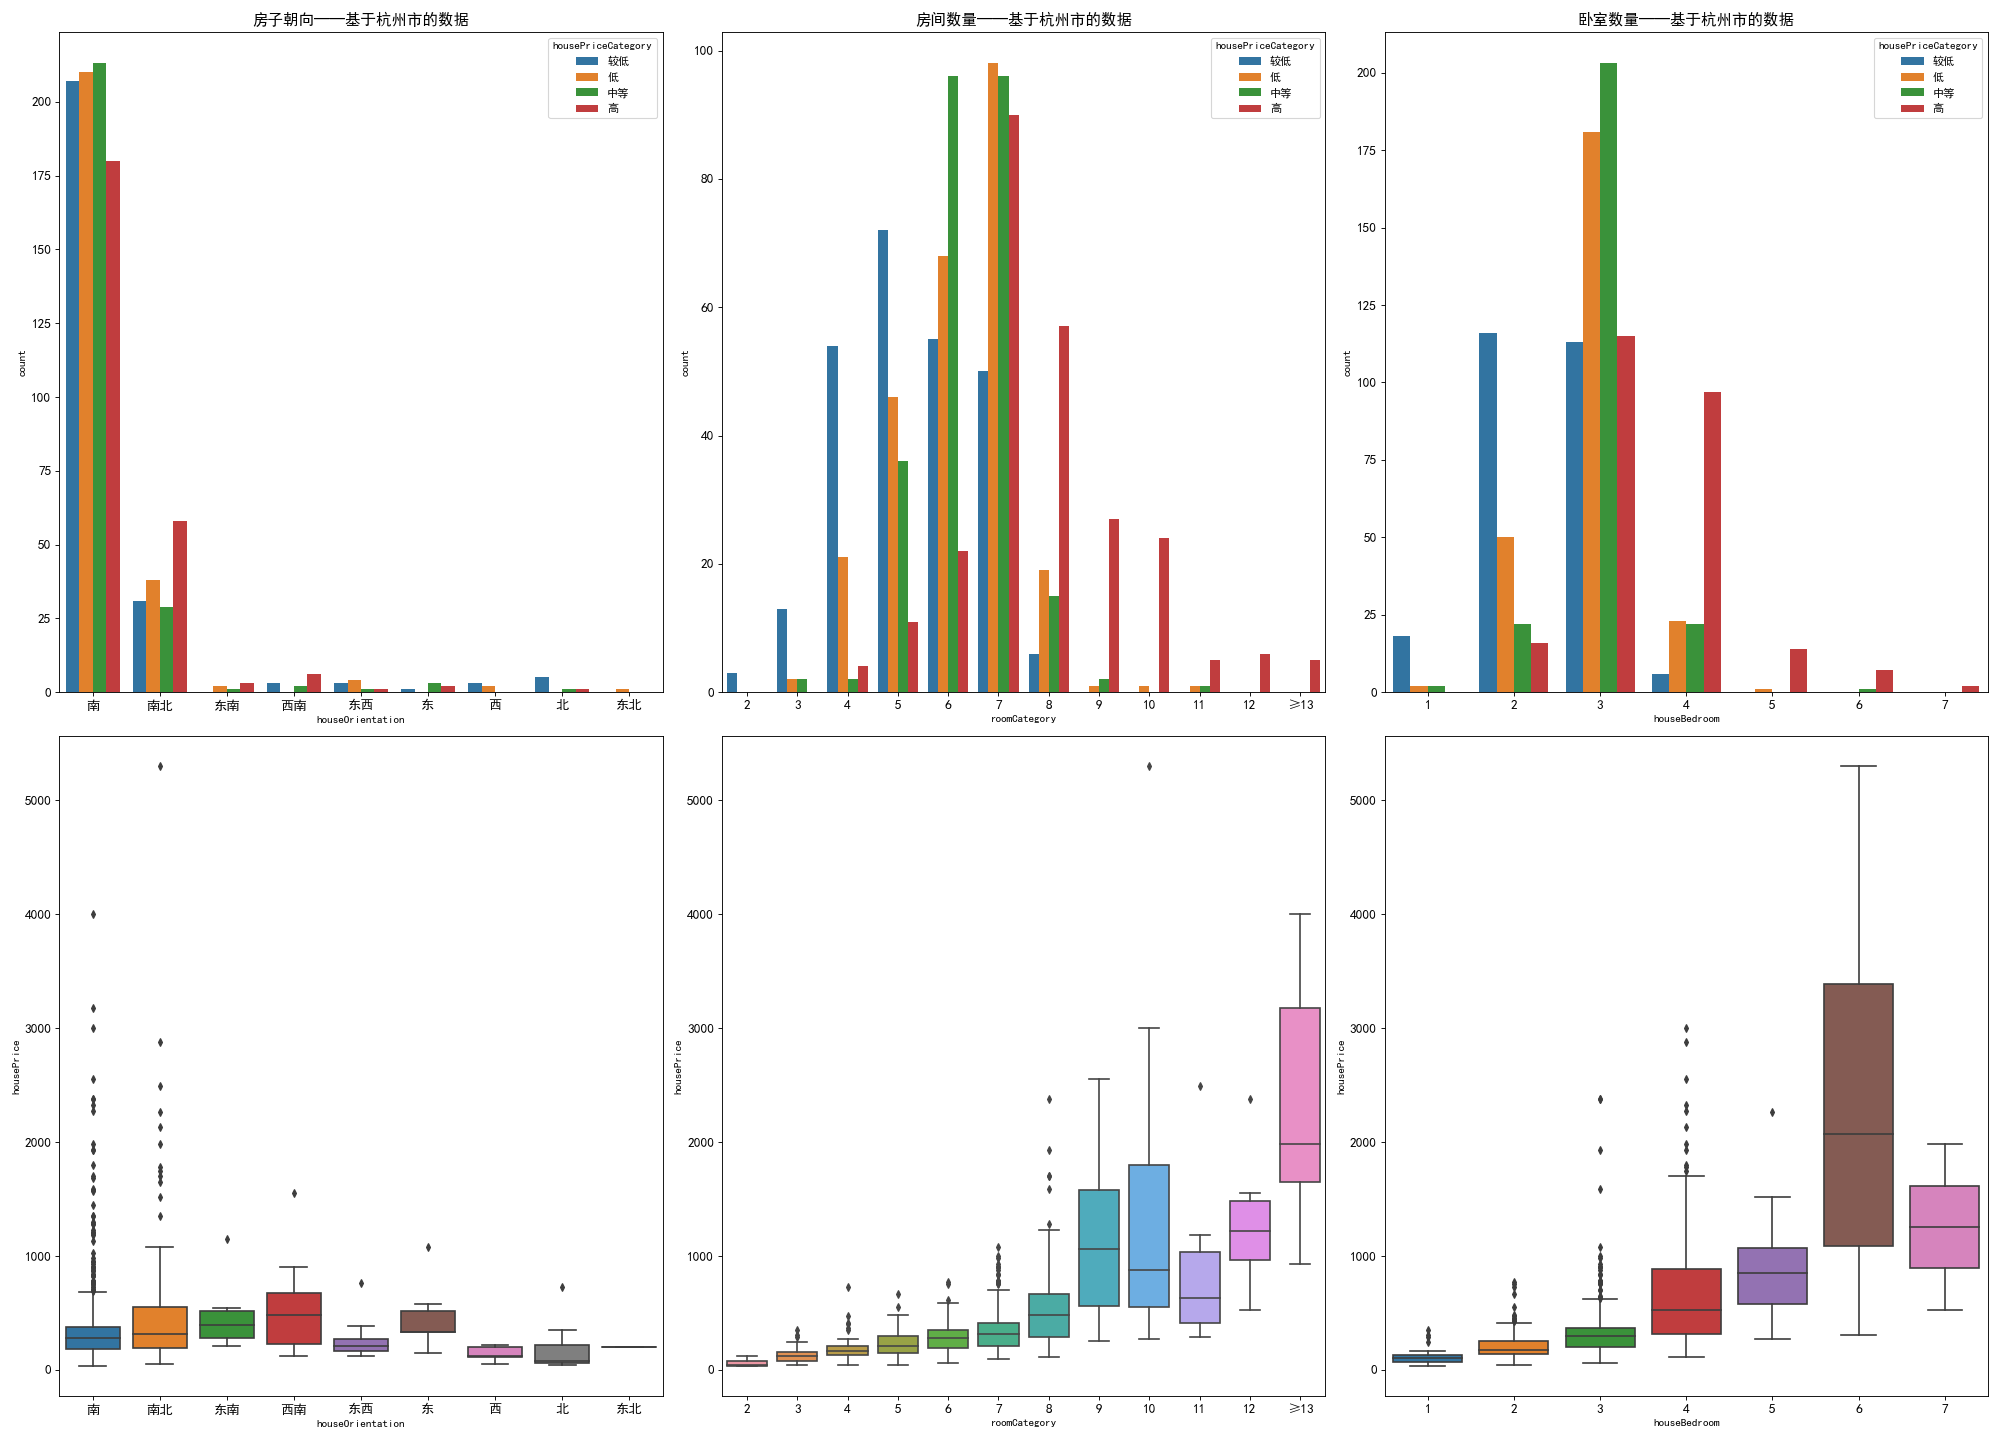 房子朝向——基于杭州市的数据
housePriceCategory
较低
低
中等
高
200
175
150
125
100
75
50
25
0
count
南 南北 东南 西南 东西 东 西 北 东北
houseOrientation
房间数量——基于杭州市的数据
housePriceCategory
较低
低
中等
高
100
80
60
40
20
0
count
2 3 4 5 6 7 8 9 10 11 12 ≥13
roomCategory
卧室数量——基于杭州市的数据
housePriceCategory
较低
低
中等
高
200
175
150
125
100
75
50
25
0
count
1 2 3 4 5 6 7
houseBedroom
5000
4000
3000
2000
1000
0
housePrice
南 南北 东南 西南 东西 东 西 北 东北
houseOrientation
5000
4000
3000
2000
1000
0
housePrice
2 3 4 5 6 7 8 9 10 11 12 ≥13
roomCategory
5000
4000
3000
2000
1000
0
housePrice
1 2 3 4 5 6 7
houseBedroom